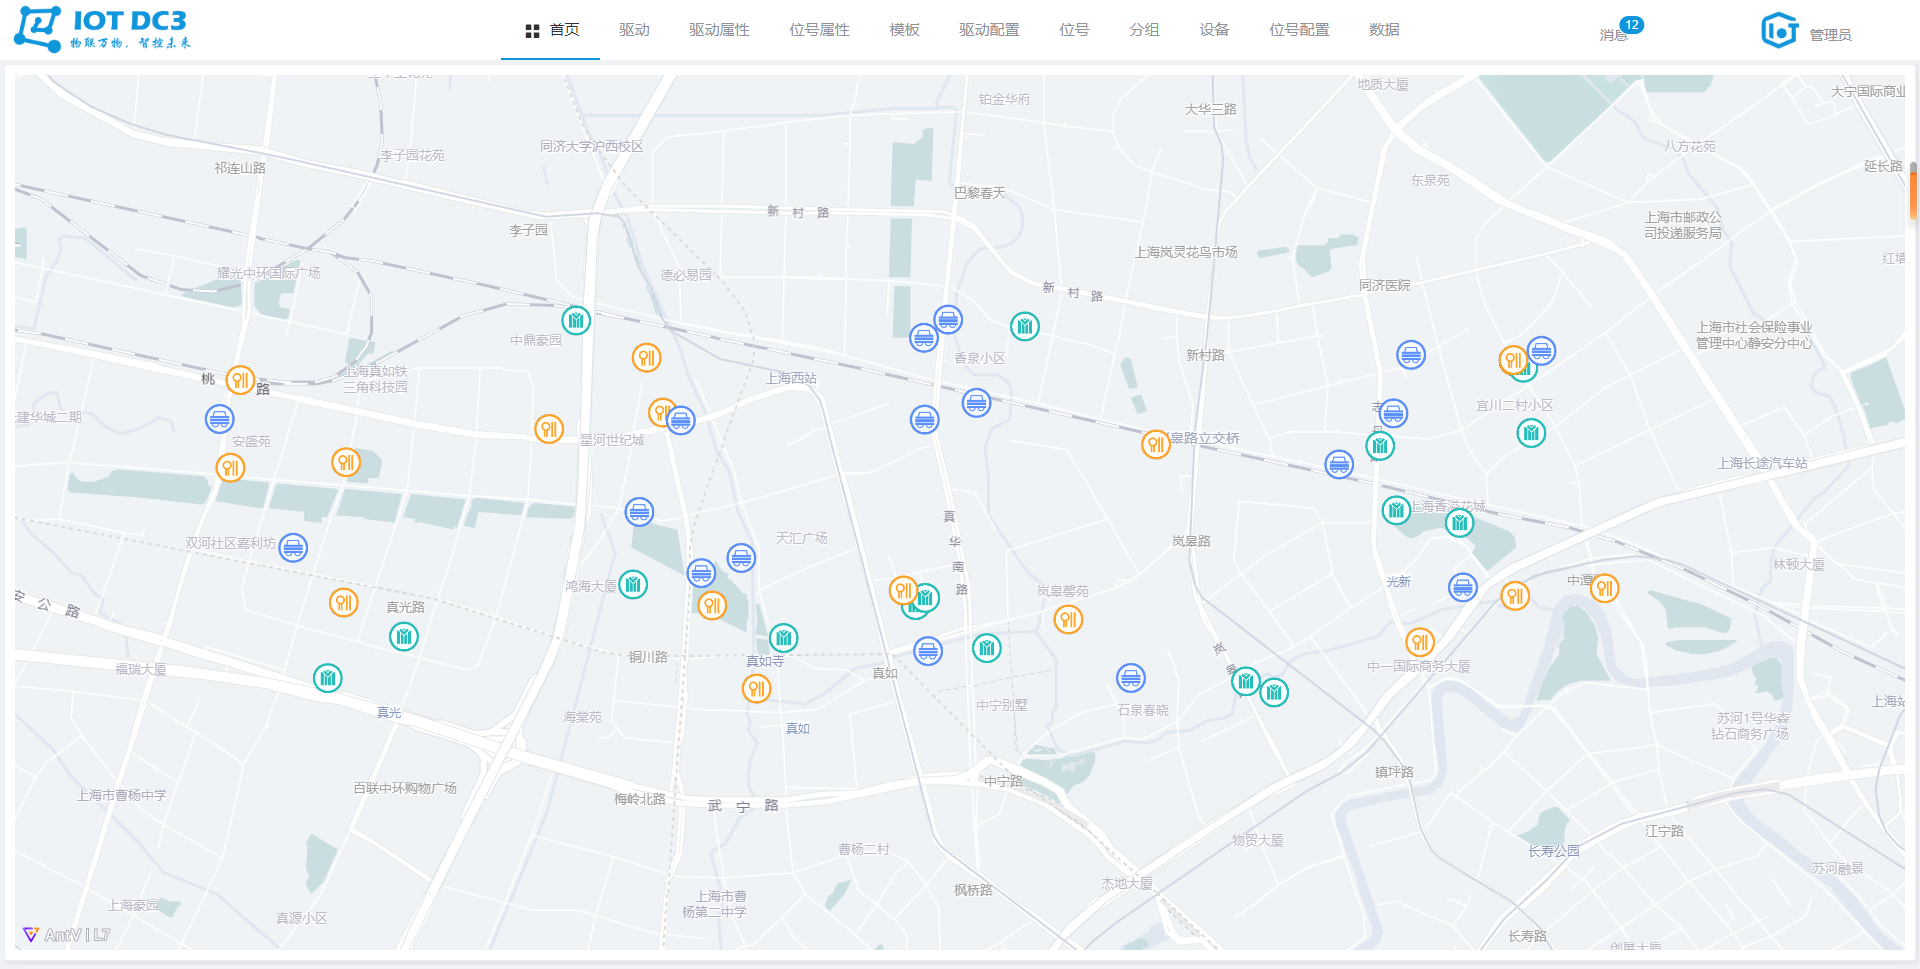 IOT DC3
物联万物，智控未来
首页
驱动
驱动属性
位号属性
模板
驱动配置
位号
分组
设备
位号配置
数据
消息
12
管理员
地质大厦
大宁国际商业
铂金华府
大华三路
同济大学沪西校区
李子园花苑
八方花苑
祁连山路
延长路
东泉苑
巴黎春天
新 村 路
上海市邮政公
司投递服务局
李子园
上海岚灵花鸟市场
红墙
耀光中环国际广场
德必易园
同济医院
新 村 路
上海市社会保险事业
管理中心静安分中心
中鼎豪园
香泉小区
新村路
上海真如铁
三角科技园
上海西站
桃
路
宜川二村小区
建华城二期
安盛苑
星河世纪城
皋路立交桥
上海长途汽车站
上海香溢花城
真 华 南 路
双河社区嘉利坊
天汇广场
岚皋路
林顿大厦
鸿海大厦
光新
中潭
岚皋馨苑
安 公 路
真光路
铜川路
真如寺
真如
福瑞大厦
中一国际商务大厦
中宁别墅
石泉春晓
上海站
真光
海棠苑
真如
苏河1号华森
钻石商务广场
镇坪路
中宁路
百联中环购物广场
上海市曹杨中学
梅岭北路
武 宁 路
江宁路
物贸大厦
曹杨二村
长寿公园
苏河融景
杰地大厦
枫桥路
上海市曹
杨第二中学
上海豪园
真源小区
AntV | L7
长寿路
创展大厦